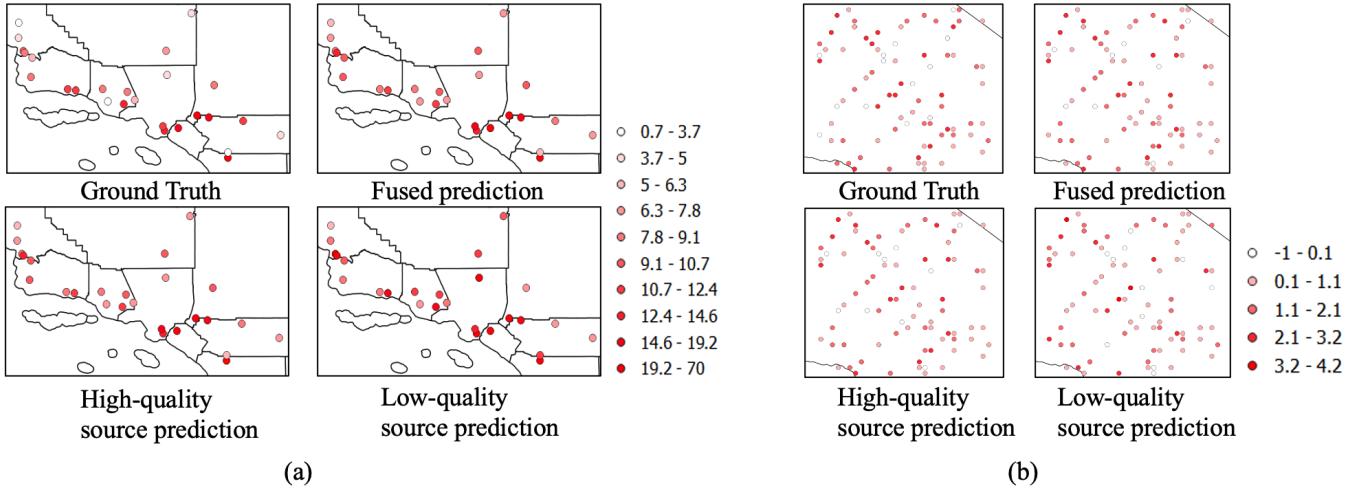 Ground Truth
Fused prediction
High-quality
source prediction
Low-quality
source prediction
0.7 - 3.7
3.7 - 5
5 - 6.3
6.3 - 7.8
7.8 - 9.1
9.1 - 10.7
10.7 - 12.4
12.4 - 14.6
14.6 - 19.2
19.2 - 70
(a)
Ground Truth
Fused prediction
High-quality
source prediction
Low-quality
source prediction
-1 - 0.1
0.1 - 1.1
1.1 - 2.1
2.1 - 3.2
3.2 - 4.2
(b)